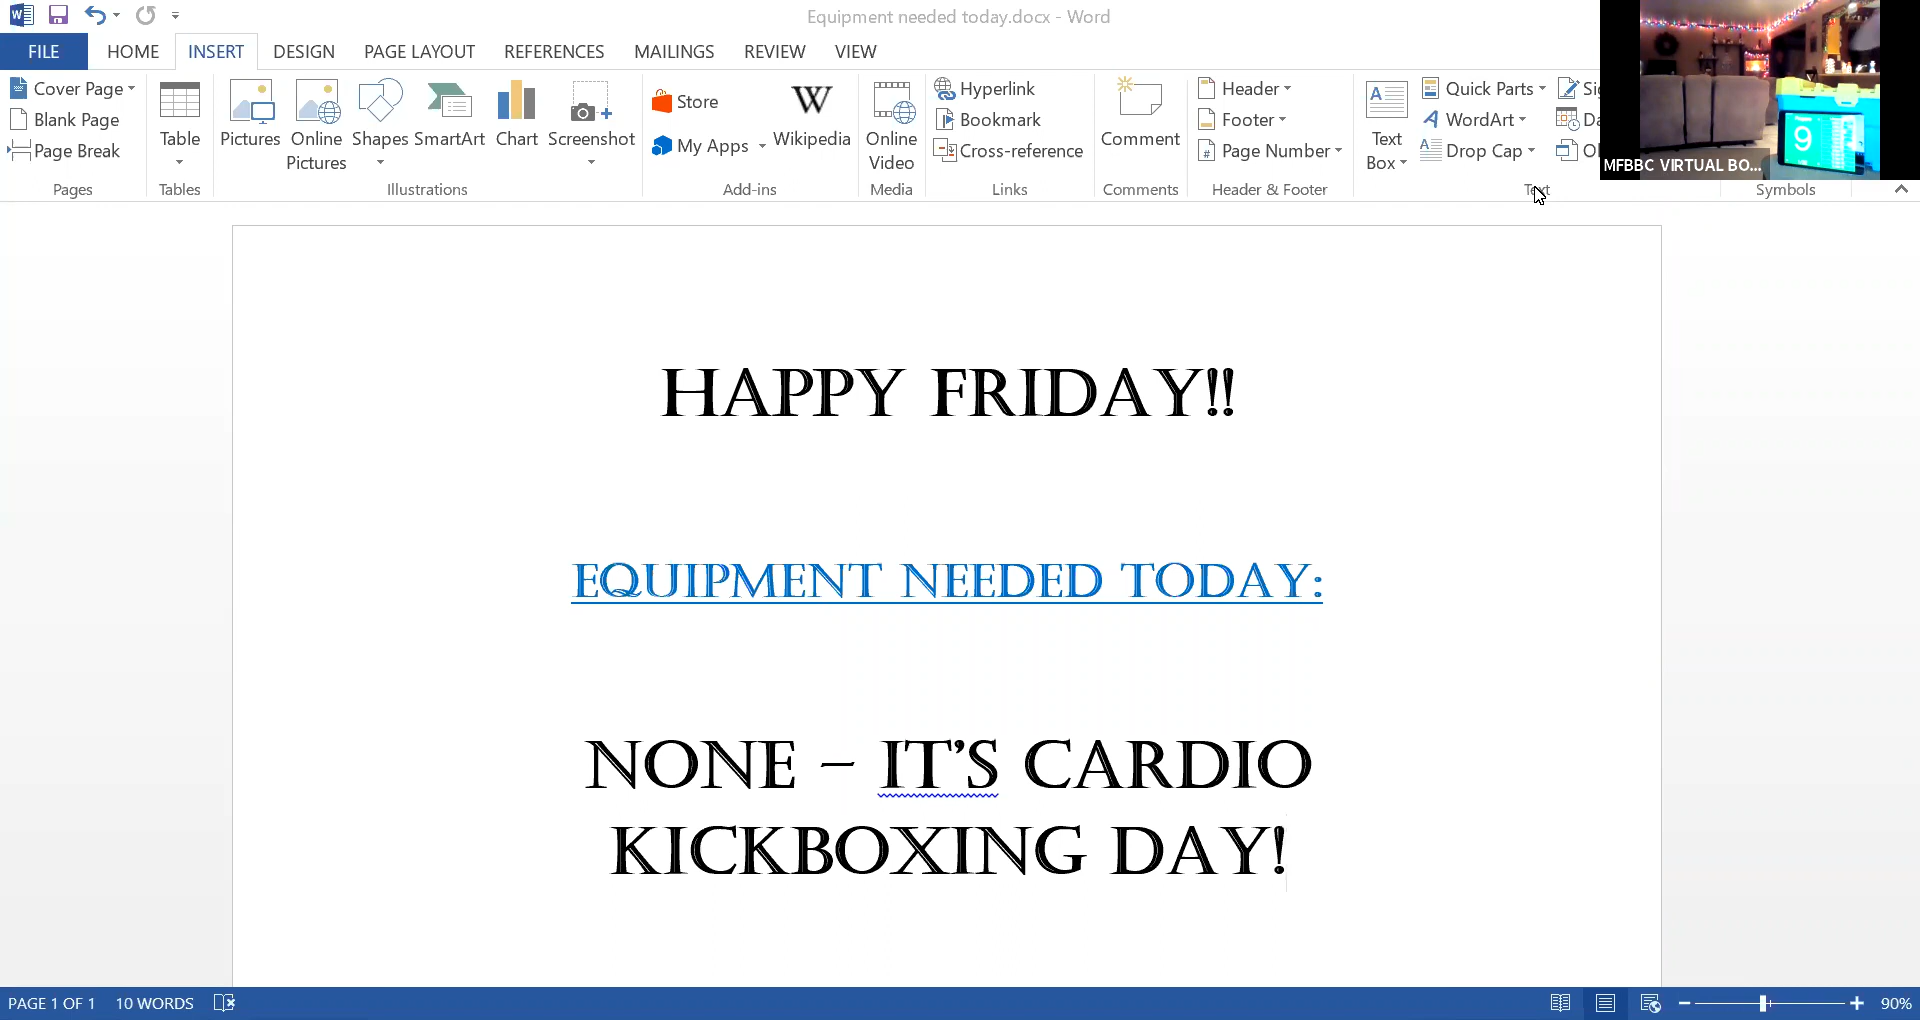 Equipment needed today.docx - Word
FILE HOME INSERT DESIGN PAGE LAYOUT REFERENCES MAILINGS REVIEW VIEW
Cover Page
Blank Page
Page Break
Pages
Table
Tables
Pictures
Online Pictures
Shapes
SmartArt
Chart
Screenshot
Illustrations
Store
My Apps
Wikipedia
Add-ins
Online Video
Media
Hyperlink
Bookmark
Cross-reference
Links
Comment
Comments
Header
Footer
Page Number
Header & Footer
Text Box
Quick Parts
WordArt
Drop Cap
Text
Symbols
9
MFBBC VIRTUAL BO...
HAPPY FRIDAY!!
EQUIPMENT NEEDED TODAY:
NONE – IT'S CARDIO
KICKBOXING DAY!
PAGE 1 OF 1 10 WORDS 90%